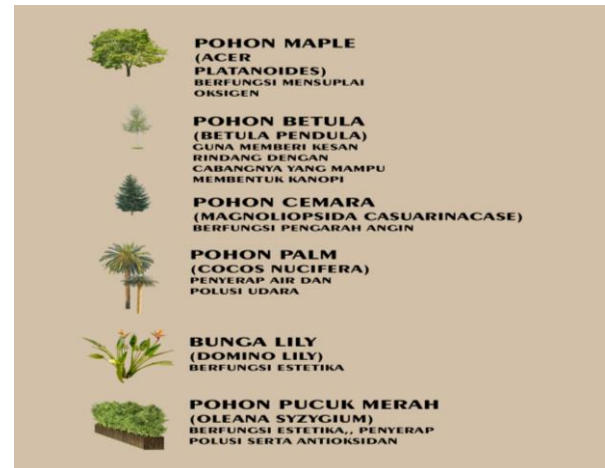 POHON MAPLE
(ACER
PLATANOIDES)
BERFUNGSI MENSUPLAI
OKSIGEN
POHON BETULA
(BETULA PENDULA)
GUNA MEMBERI KESAN
RINDANG DENGAN
CABANGNYA YANG MAMPU
MEMBENTUK KANOPI
POHON CEMARA
(MAGNOLIOPSIDA CASUARINACASE)
BERFUNGSI PENGARAH ANGIN
POHON PALM
(COCOS NUCIFERA)
PENYERAP AIR DAN
POLUSI UDARA
BUNGA LILY
(DOMINO LILY)
BERFUNGSI ESTETIKA
POHON PUCUK MERAH
(OLEANA SYZYGIUM)
BERFUNGSI ESTETIKA,, PENYERAP
POLUSI SERTA ANTIOKSIDAN